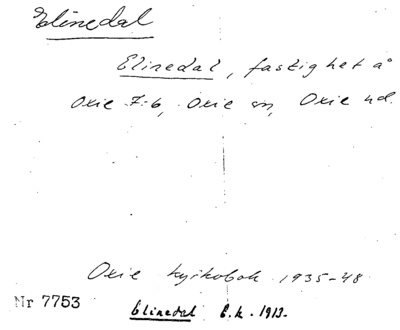 Elinedal
Elinedal, fastighet å
Oxie 7:6, Oxie sn, Oxie hd.
Oxie kyrkobok 1935-48
Nr 7753
Elinedal E.k. 1913.